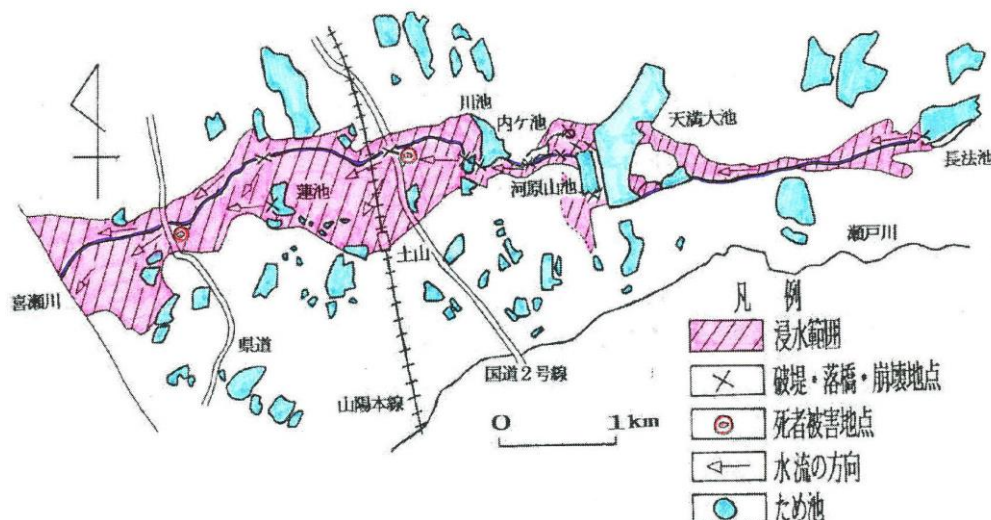 川池
内ケ池
天満大池
長法池
河原山池
蓮池
土山
瀬戸川
喜瀬川
県道
国道2号線
山陽本線
0 1km
凡 例
浸水範囲
破堤・落橋・崩壊地点
死者被害地点
水流の方向
ため池